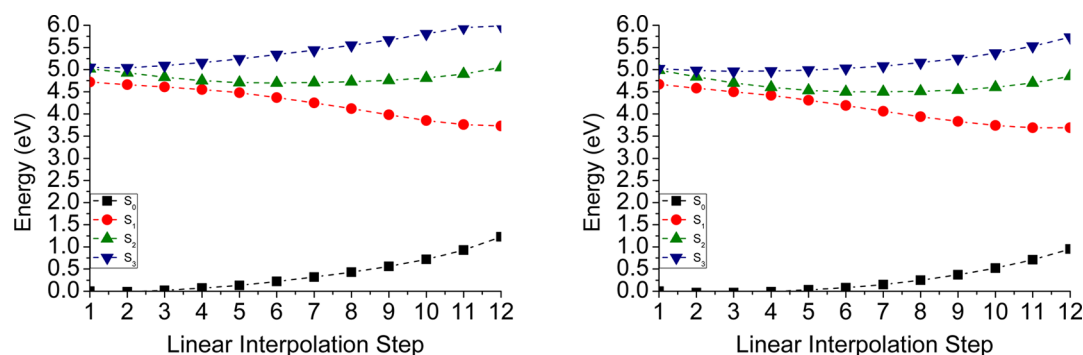 6.0
5.5
5.0
4.5
4.0
3.5
3.0
2.5
2.0
1.5
1.0
0.5
0.0
Energy (eV)
S₀
S₁
S₂
S₃
1 2 3 4 5 6 7 8 9 10 11 12
Linear Interpolation Step
6.0
5.5
5.0
4.5
4.0
3.5
3.0
2.5
2.0
1.5
1.0
0.5
0.0
Energy (eV)
S₀
S₁
S₂
S₃
1 2 3 4 5 6 7 8 9 10 11 12
Linear Interpolation Step